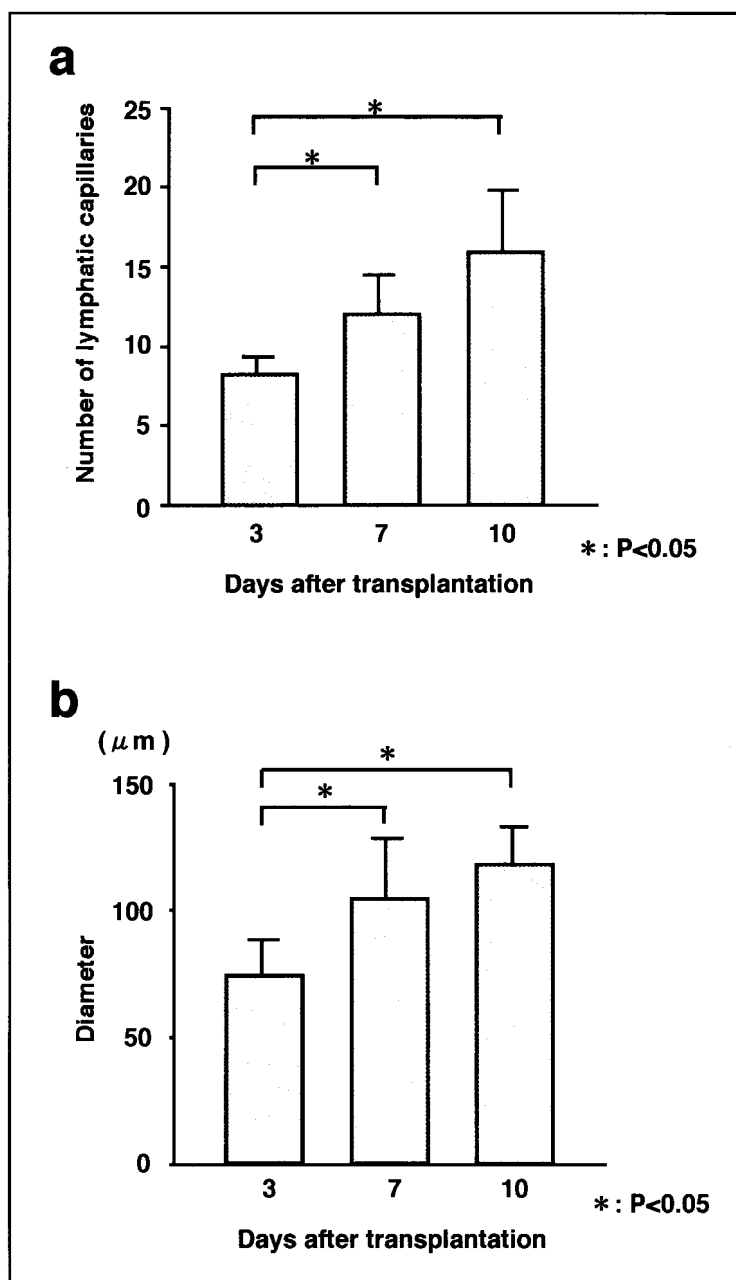 a
Number of lymphatic capillaries
25
20
15
10
5
0
*
*
3 7 10
*: P<0.05
Days after transplantation
b
(μm)
Diameter
150
100
50
0
*
*
3 7 10
*: P<0.05
Days after transplantation